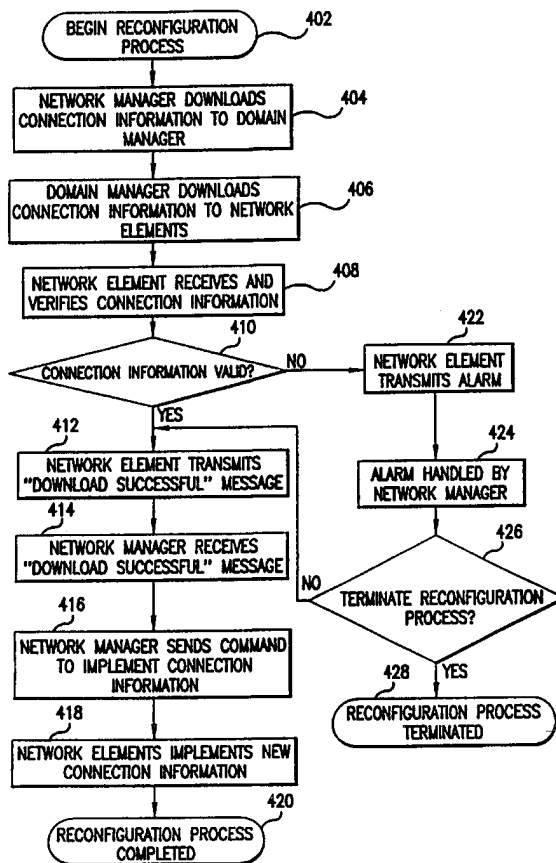 BEGIN RECONFIGURATION
PROCESS
402
NETWORK MANAGER DOWNLOADS
CONNECTION INFORMATION TO DOMAIN
MANAGER
404
DOMAIN MANAGER DOWNLOADS
CONNECTION INFORMATION TO NETWORK
ELEMENTS
406
NETWORK ELEMENT RECEIVES AND
VERIFIES CONNECTION INFORMATION
408
410
CONNECTION INFORMATION VALID?
NO
YES
422
NETWORK ELEMENT
TRANSMITS ALARM
412
NETWORK ELEMENT TRANSMITS
"DOWNLOAD SUCCESSFUL" MESSAGE
424
ALARM HANDLED BY
NETWORK MANAGER
414
NETWORK MANAGER RECEIVES
"DOWNLOAD SUCCESSFUL" MESSAGE
426
NO
TERMINATE RECONFIGURATION
PROCESS?
YES
416
NETWORK MANAGER SENDS COMMAND
TO IMPLEMENT CONNECTION
INFORMATION
428
RECONFIGURATION PROCESS
TERMINATED
418
NETWORK ELEMENTS IMPLEMENTS NEW
CONNECTION INFORMATION
420
RECONFIGURATION PROCESS
COMPLETED